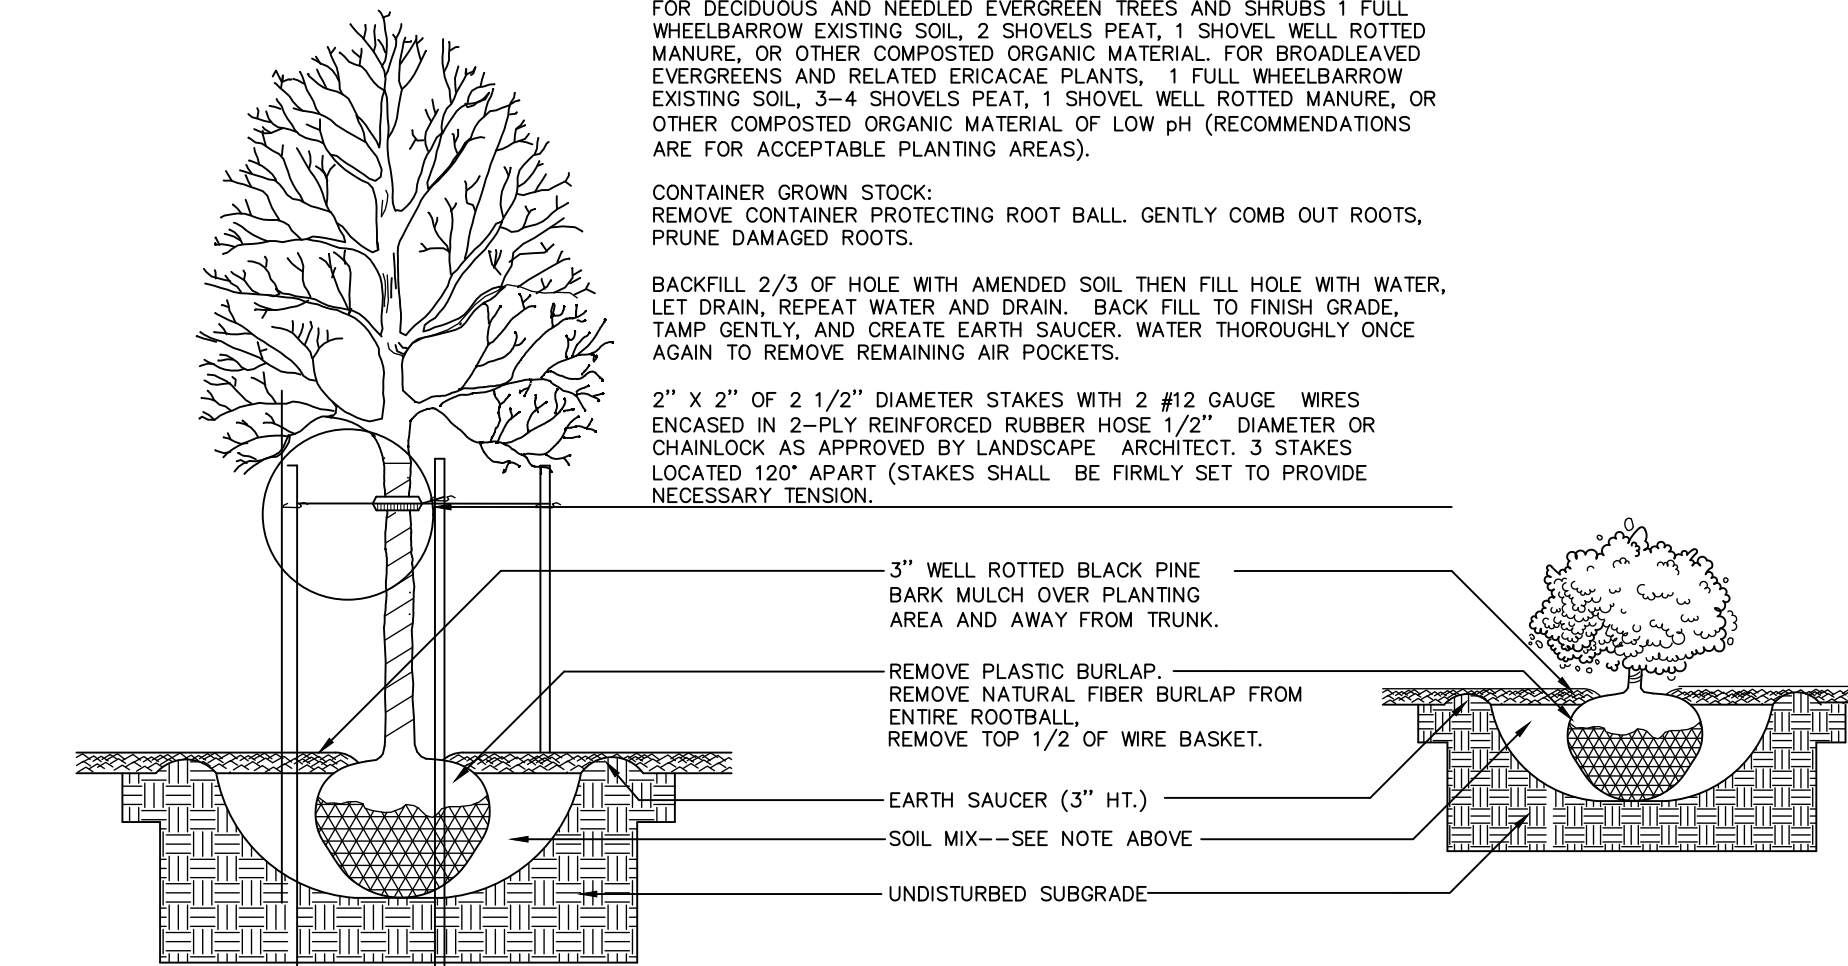 FOR DECIDUOUS AND NEEDLED EVERGREEN TREES AND SHRUBS 1 FULL
WHEELBARROW EXISTING SOIL, 2 SHOVELS PEAT, 1 SHOVEL WELL ROTTED
MANURE, OR OTHER COMPOSTED ORGANIC MATERIAL. FOR BROADLEAVED
EVERGREENS AND RELATED ERICACAE PLANTS, 1 FULL WHEELBARROW
EXISTING SOIL, 3-4 SHOVELS PEAT, 1 SHOVEL WELL ROTTED MANURE, OR
OTHER COMPOSTED ORGANIC MATERIAL OF LOW pH (RECOMMENDATIONS
ARE FOR ACCEPTABLE PLANTING AREAS).
CONTAINER GROWN STOCK:
REMOVE CONTAINER PROTECTING ROOT BALL. GENTLY COMB OUT ROOTS,
PRUNE DAMAGED ROOTS.
BACKFILL 2/3 OF HOLE WITH AMENDED SOIL THEN FILL HOLE WITH WATER,
LET DRAIN, REPEAT WATER AND DRAIN. BACK FILL TO FINISH GRADE,
TAMP GENTLY, AND CREATE EARTH SAUCER. WATER THOROUGHLY ONCE
AGAIN TO REMOVE REMAINING AIR POCKETS.
2" X 2" OF 2 1/2" DIAMETER STAKES WITH 2 #12 GAUGE WIRES
ENCASED IN 2-PLY REINFORCED RUBBER HOSE 1/2" DIAMETER OR
CHAINLOCK AS APPROVED BY LANDSCAPE ARCHITECT. 3 STAKES
LOCATED 120° APART (STAKES SHALL BE FIRMLY SET TO PROVIDE
NECESSARY TENSION.
3" WELL ROTTED BLACK PINE
BARK MULCH OVER PLANTING
AREA AND AWAY FROM TRUNK.
REMOVE PLASTIC BURLAP.
REMOVE NATURAL FIBER BURLAP FROM
ENTIRE ROOTBALL,
REMOVE TOP 1/2 OF WIRE BASKET.
EARTH SAUCER (3" HT.)
SOIL MIX--SEE NOTE ABOVE
UNDISTURBED SUBGRADE